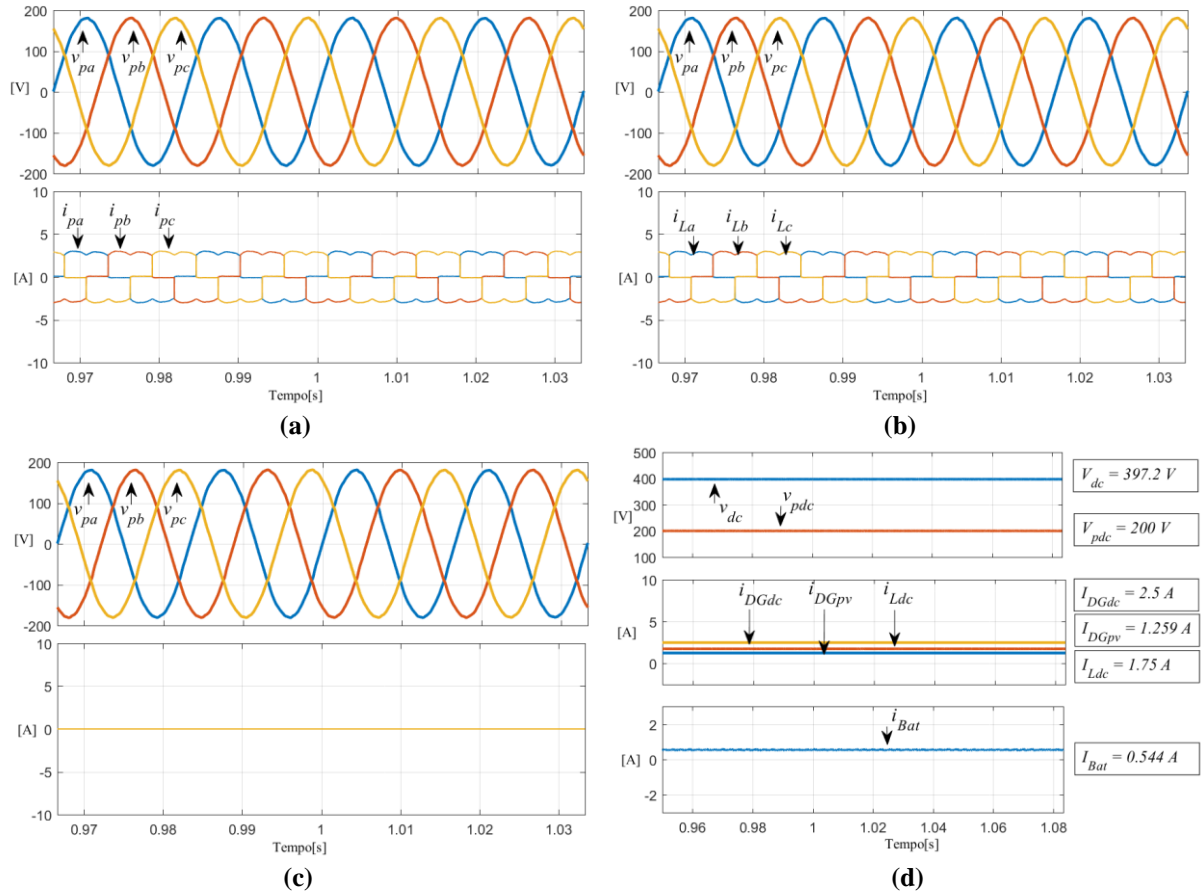 200
100
0
-100
-200
[V]
v_pa
v_pb
v_pc
10
5
0
-5
-10
[A]
i_pa
i_pb
i_pc
0.97
0.98
0.99
1
1.01
1.02
1.03
Tempo[s]
(a)
200
100
0
-100
-200
[V]
v_pa
v_pb
v_pc
10
5
0
-5
-10
[A]
i_La
i_Lb
i_Lc
0.97
0.98
0.99
1
1.01
1.02
1.03
Tempo[s]
(b)
200
100
0
-100
-200
[V]
v_pa
v_pb
v_pc
10
5
0
-5
-10
[A]
0.97
0.98
0.99
1
1.01
1.02
1.03
Tempo[s]
(c)
500
400
300
200
100
[V]
v_dc
v_pdc
V_dc = 397.2 V
V_pdc = 200 V
10
5
0
[A]
i_DGdc
i_DGpv
i_Ldc
I_DGdc = 2.5 A
I_DGpv = 1.259 A
I_Ldc = 1.75 A
2
0
-2
[A]
i_Bat
I_Bat = 0.544 A
0.96
0.98
1
1.02
1.04
1.06
1.08
Tempo[s]
(d)